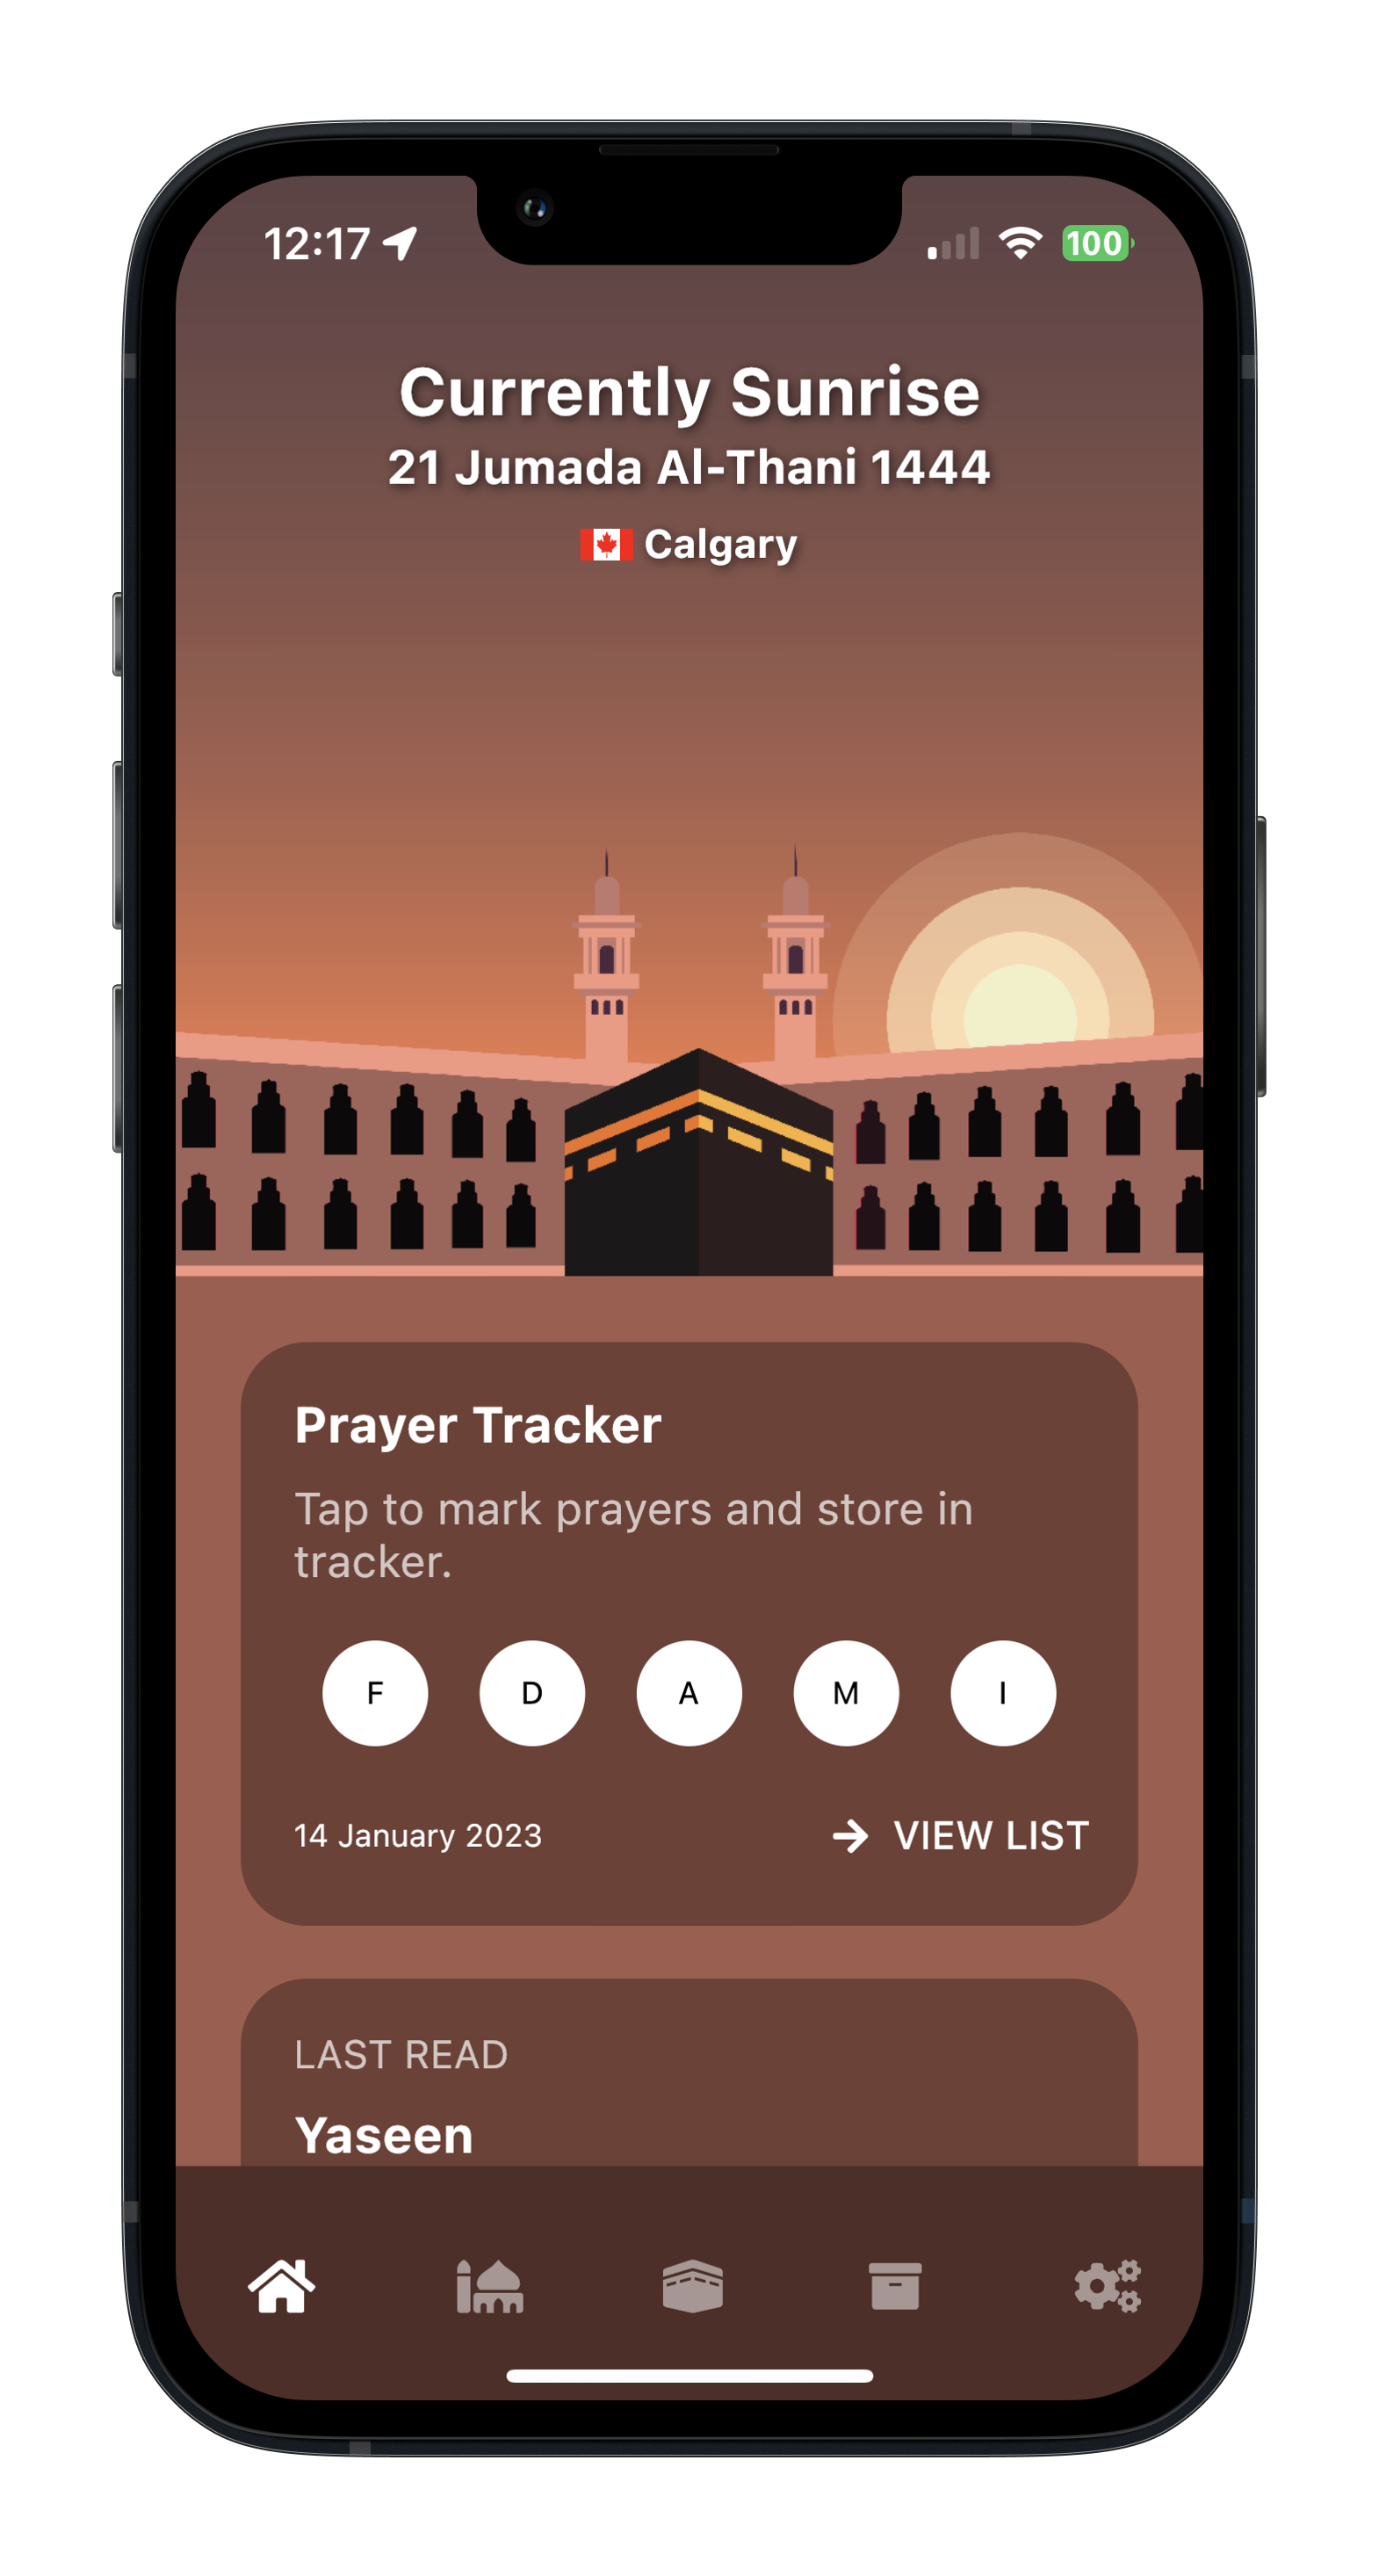 12:17
100
Currently Sunrise
21 Jumada Al-Thani 1444
Calgary
Prayer Tracker
Tap to mark prayers and store in
tracker.
F D A M I
14 January 2023 VIEW LIST
LAST READ
Yaseen